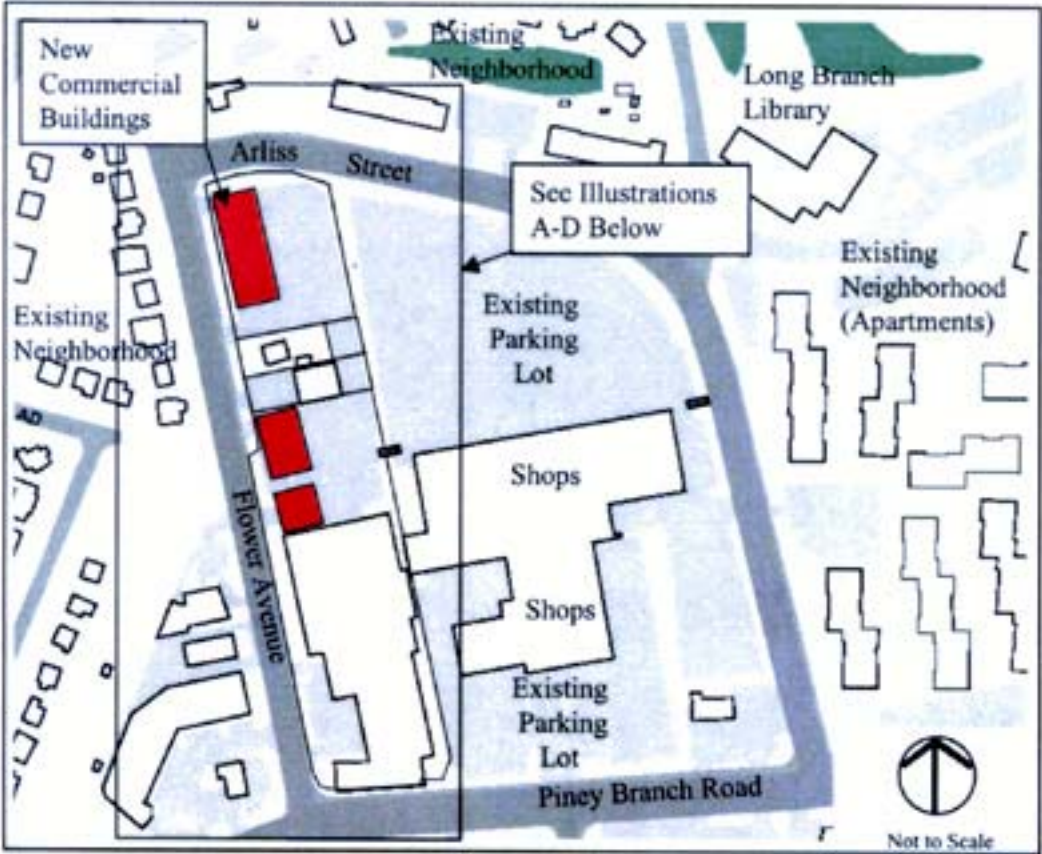 New
Commercial
Buildings
Existing
Neighborhood
Long Branch
Library
Arliss Street
See Illustrations
A-D Below
Existing
Neighborhood
(Apartments)
Existing
Parking
Lot
Existing
Neighborhood
AD
Shops
Flower Avenue
Shops
Existing
Parking
Lot
Piney Branch Road
r
Not to Scale